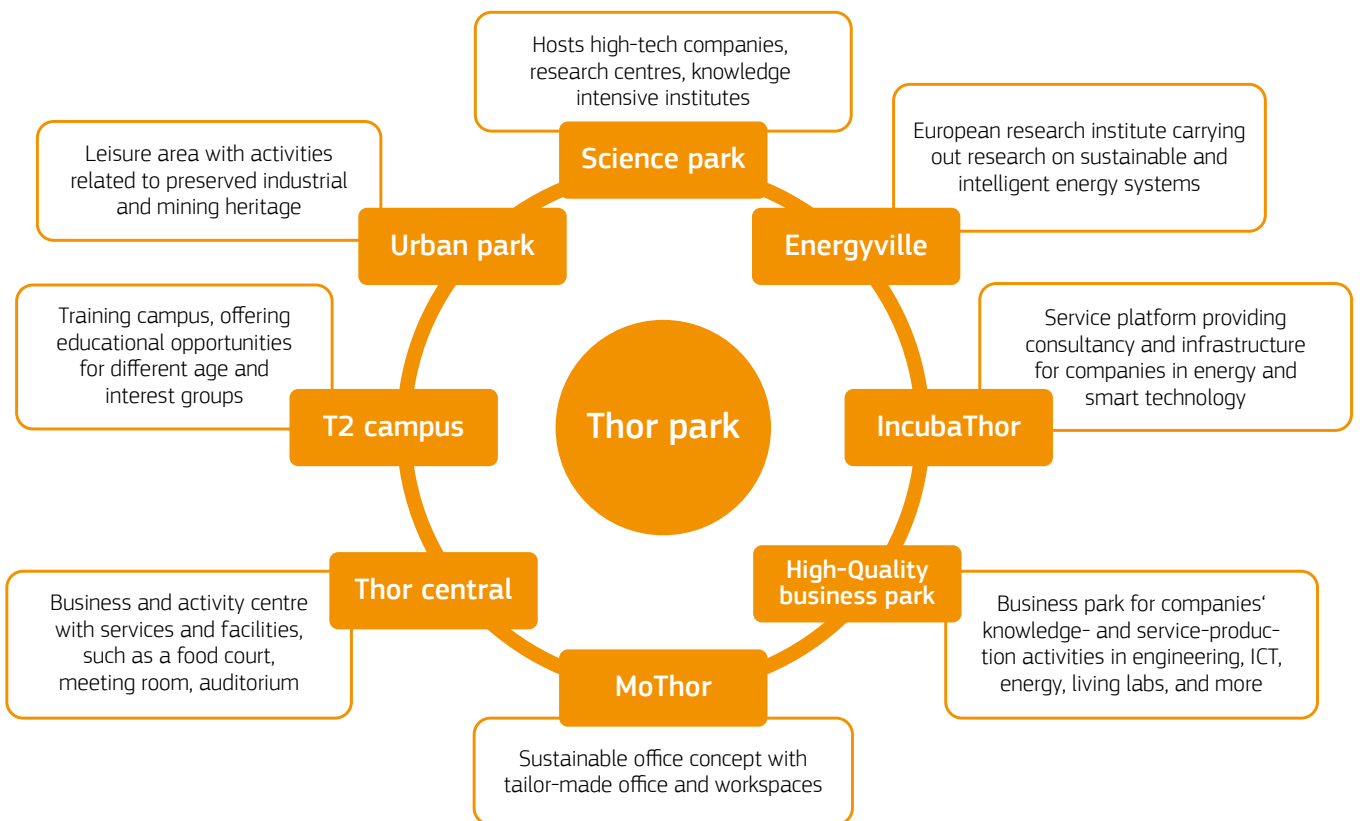 Hosts high-tech companies,
research centres, knowledge
intensive institutes
Science park
European research institute carrying
out research on sustainable and
intelligent energy systems
Energyville
Service platform providing
consultancy and infrastructure
for companies in energy and
smart technology
IncubaThor
High-Quality
business park
Business park for companies‘
knowledge- and service-produc-
tion activities in engineering, ICT,
energy, living labs, and more
MoThor
Sustainable office concept with
tailor-made office and workspaces
Thor central
Business and activity centre
with services and facilities,
such as a food court,
meeting room, auditorium
T2 campus
Training campus, offering
educational opportunities
for different age and
interest groups
Urban park
Leisure area with activities
related to preserved industrial
and mining heritage
Thor park